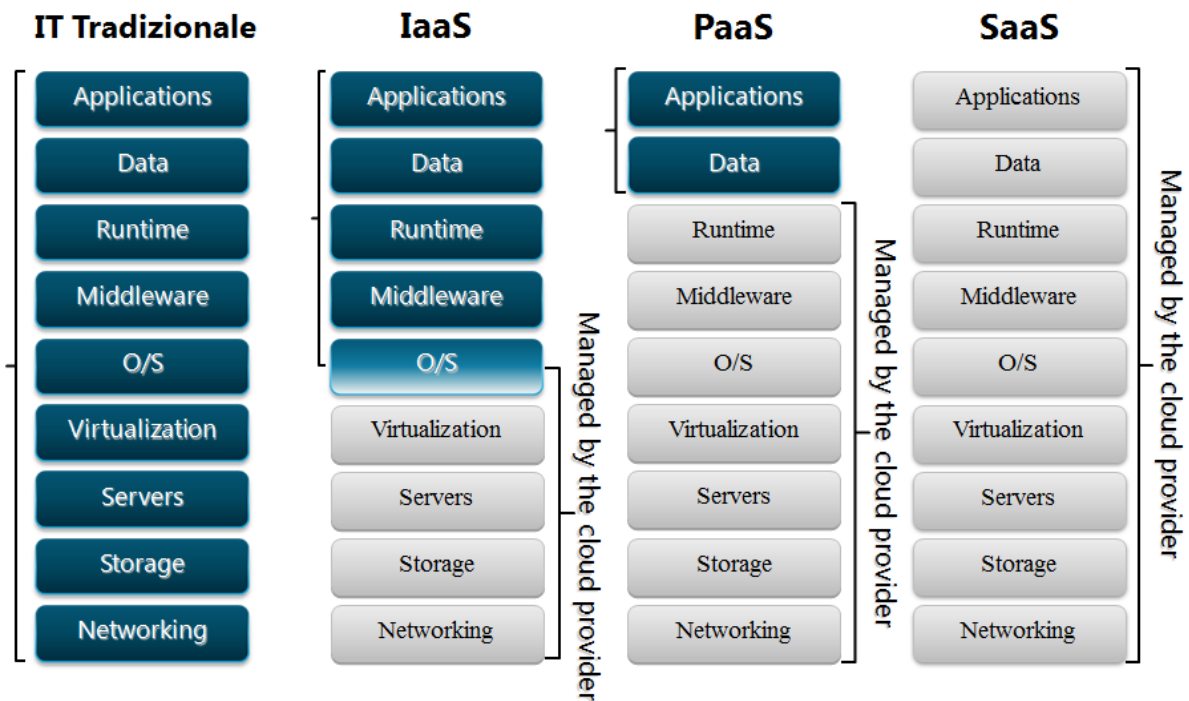 IT Tradizionale
Applications
Data
Runtime
Middleware
O/S
Virtualization
Servers
Storage
Networking
IaaS
Applications
Data
Runtime
Middleware
O/S
Virtualization
Servers
Storage
Networking
Managed by the cloud provider
PaaS
Applications
Data
Runtime
Middleware
O/S
Virtualization
Servers
Storage
Networking
Managed by the cloud provider
SaaS
Applications
Data
Runtime
Middleware
O/S
Virtualization
Servers
Storage
Networking
Managed by the cloud provider